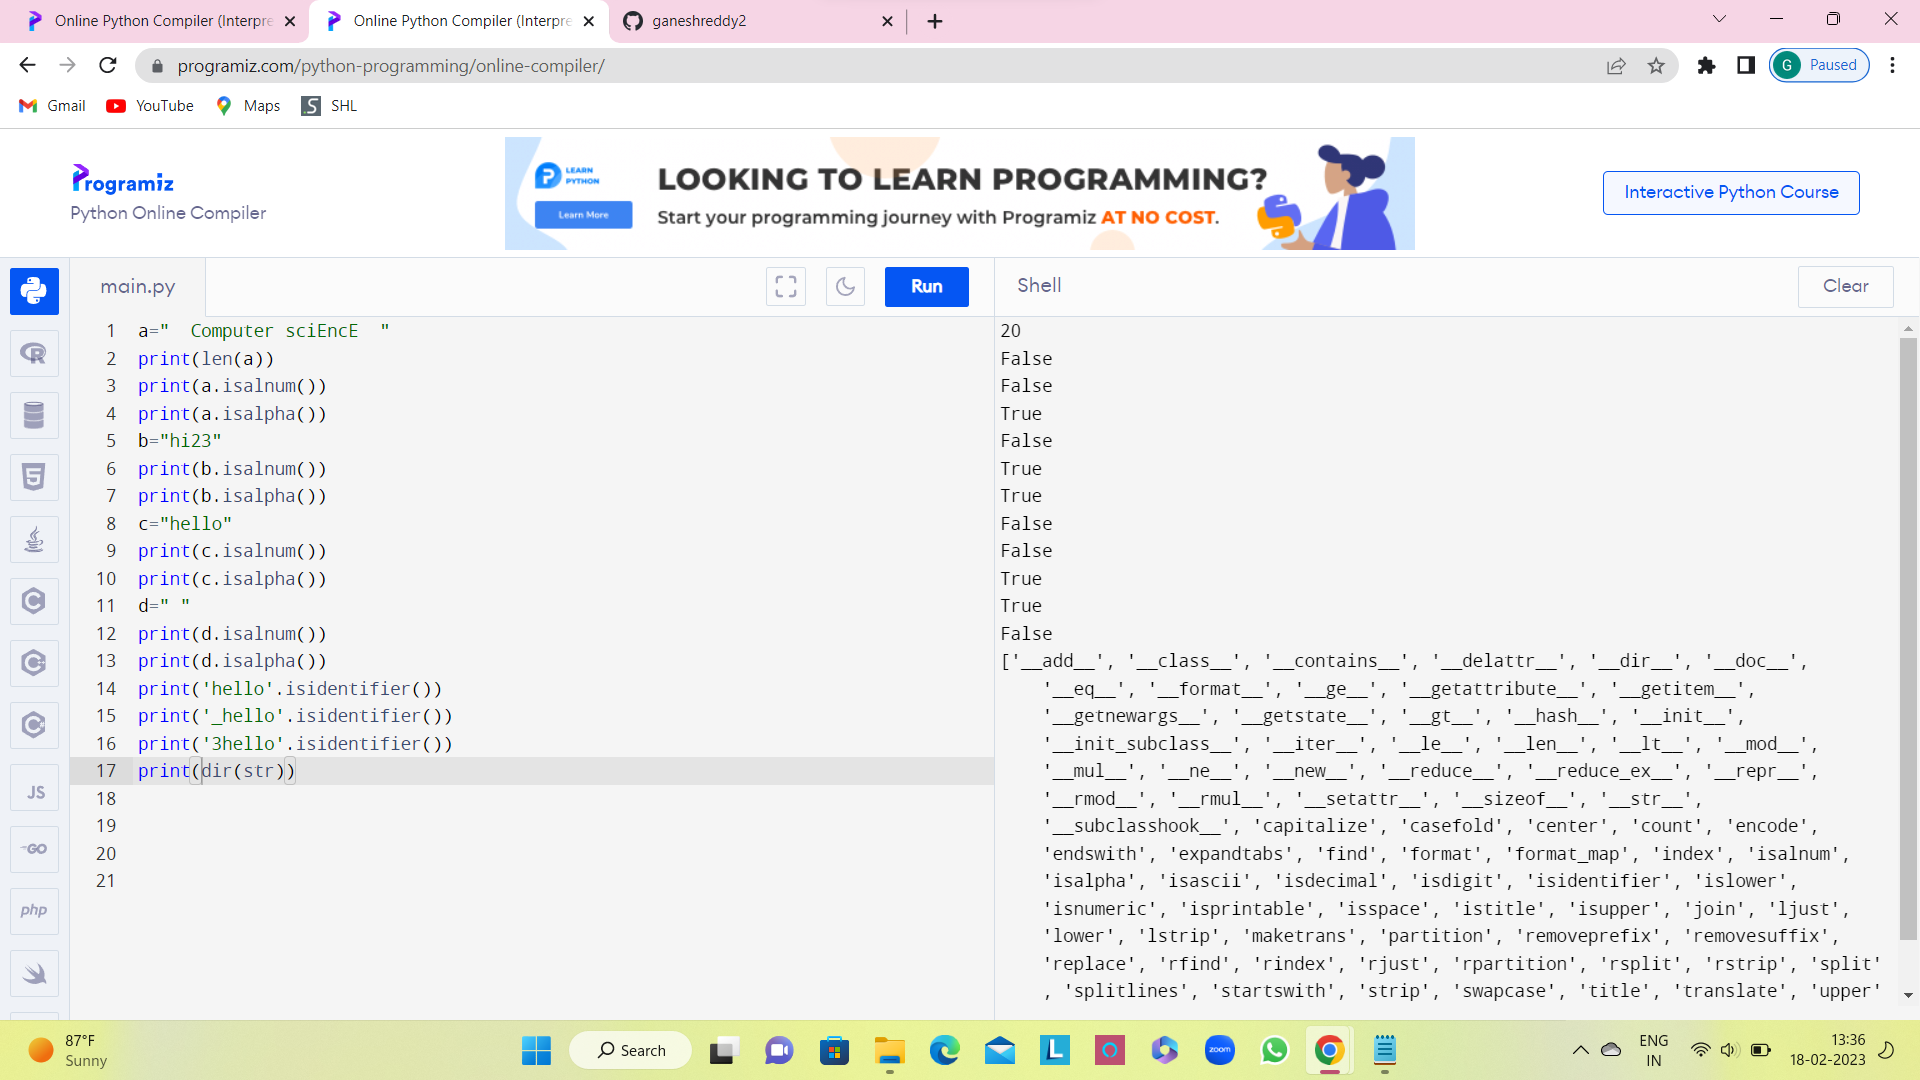 Online Python Compiler (Interpre
Online Python Compiler (Interpre
ganeshreddy2
programiz.com/python-programming/online-compiler/
G Paused
Gmail YouTube Maps SHL
Programiz
Python Online Compiler
LEARN PYTHON
Learn More
LOOKING TO LEARN PROGRAMMING?
Start your programming journey with Programiz AT NO COST.
Interactive Python Course
main.py
Run
Shell
Clear
1 a="  Computer sciEncE  "
2 print(len(a))
3 print(a.isalnum())
4 print(a.isalpha())
5 b="hi23"
6 print(b.isalnum())
7 print(b.isalpha())
8 c="hello"
9 print(c.isalnum())
10 print(c.isalpha())
11 d=" "
12 print(d.isalnum())
13 print(d.isalpha())
14 print('hello'.isidentifier())
15 print('_hello'.isidentifier())
16 print('3hello'.isidentifier())
17 print(dir(str))
18
19
20
21
20
False
False
True
False
True
True
False
False
True
True
False
['__add__', '__class__', '__contains__', '__delattr__', '__dir__', '__doc__',
'__eq__', '__format__', '__ge__', '__getattribute__', '__getitem__',
'__getnewargs__', '__getstate__', '__gt__', '__hash__', '__init__',
'__init_subclass__', '__iter__', '__le__', '__len__', '__lt__', '__mod__',
'__mul__', '__ne__', '__new__', '__reduce__', '__reduce_ex__', '__repr__',
'__rmod__', '__rmul__', '__setattr__', '__sizeof__', '__str__',
'__subclasshook__', 'capitalize', 'casefold', 'center', 'count', 'encode',
'endswith', 'expandtabs', 'find', 'format', 'format_map', 'index', 'isalnum',
'isalpha', 'isascii', 'isdecimal', 'isdigit', 'isidentifier', 'islower',
'isnumeric', 'isprintable', 'isspace', 'istitle', 'isupper', 'join', 'ljust',
'lower', 'lstrip', 'maketrans', 'partition', 'removeprefix', 'removesuffix',
'replace', 'rfind', 'rindex', 'rjust', 'rpartition', 'rsplit', 'rstrip', 'split'
, 'splitlines', 'startswith', 'strip', 'swapcase', 'title', 'translate', 'upper'
R
5
C
C
C
JS
GO
php
87°F
Sunny
Search
L
zoom
ENG
IN
13:36
18-02-2023